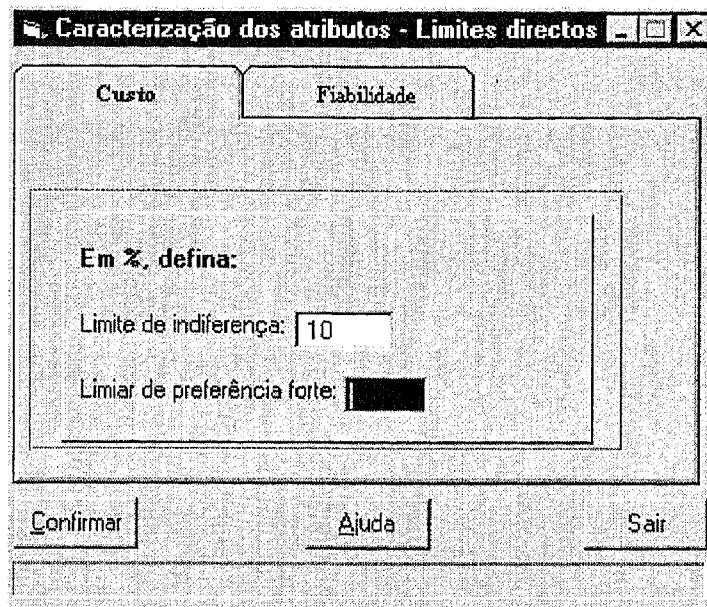 Caracterização dos atributos - Limites directos
Custo
Fiabilidade
Em %, defina:
Limite de indiferença: 10
Limiar de preferência forte:
Confirmar
Ajuda
Sair